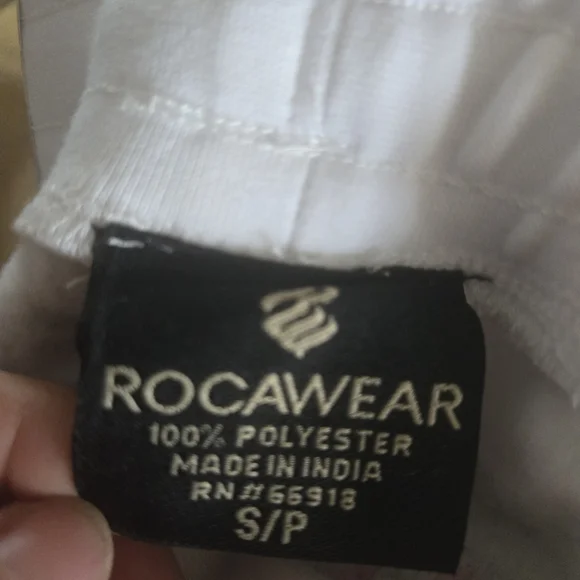 ROCAWEAR
100% POLYESTER
MADE IN INDIA
RN#66918
S/P